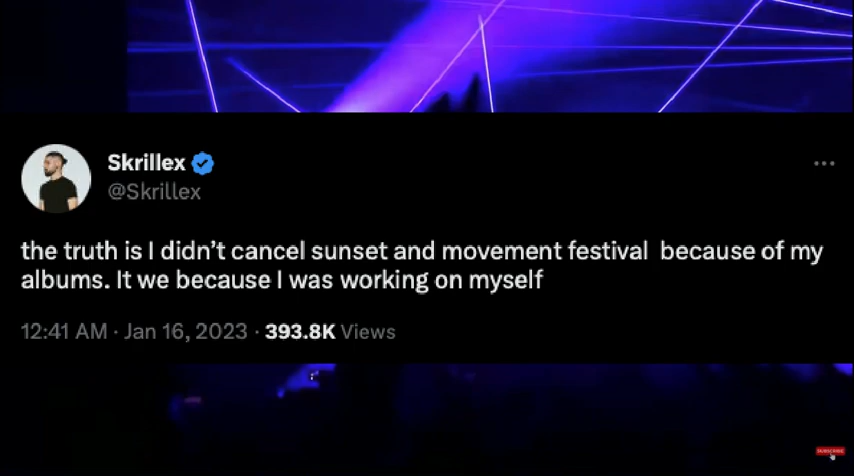 Skrillex
@Skrillex
the truth is I didn’t cancel sunset and movement festival  because of my
albums. It we because I was working on myself
12:41 AM · Jan 16, 2023 · 393.8K Views
SUBSCRIBE